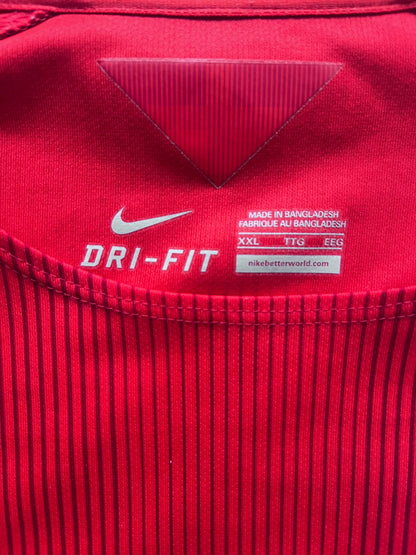 DRI-FIT
MADE IN BANGLADESH
FABRIQUE AU BANGLADESH
XXL TTG EEG
nikebetterworld.com